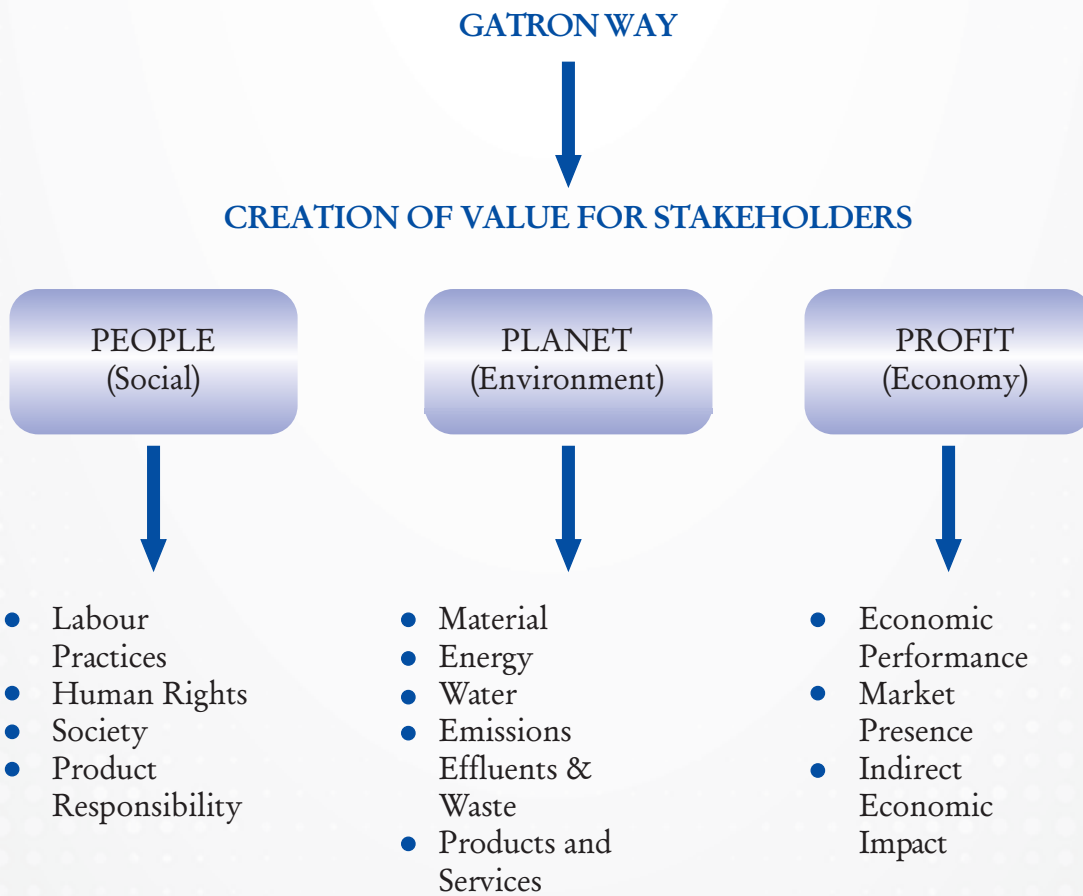 GATRON WAY
CREATION OF VALUE FOR STAKEHOLDERS
PEOPLE
(Social)
PLANET
(Environment)
PROFIT
(Economy)
● Labour
Practices
● Human Rights
● Society
● Product
Responsibility
● Material
● Energy
● Water
● Emissions
Effluents &
Waste
● Products and
Services
● Economic
Performance
● Market
Presence
● Indirect
Economic
Impact